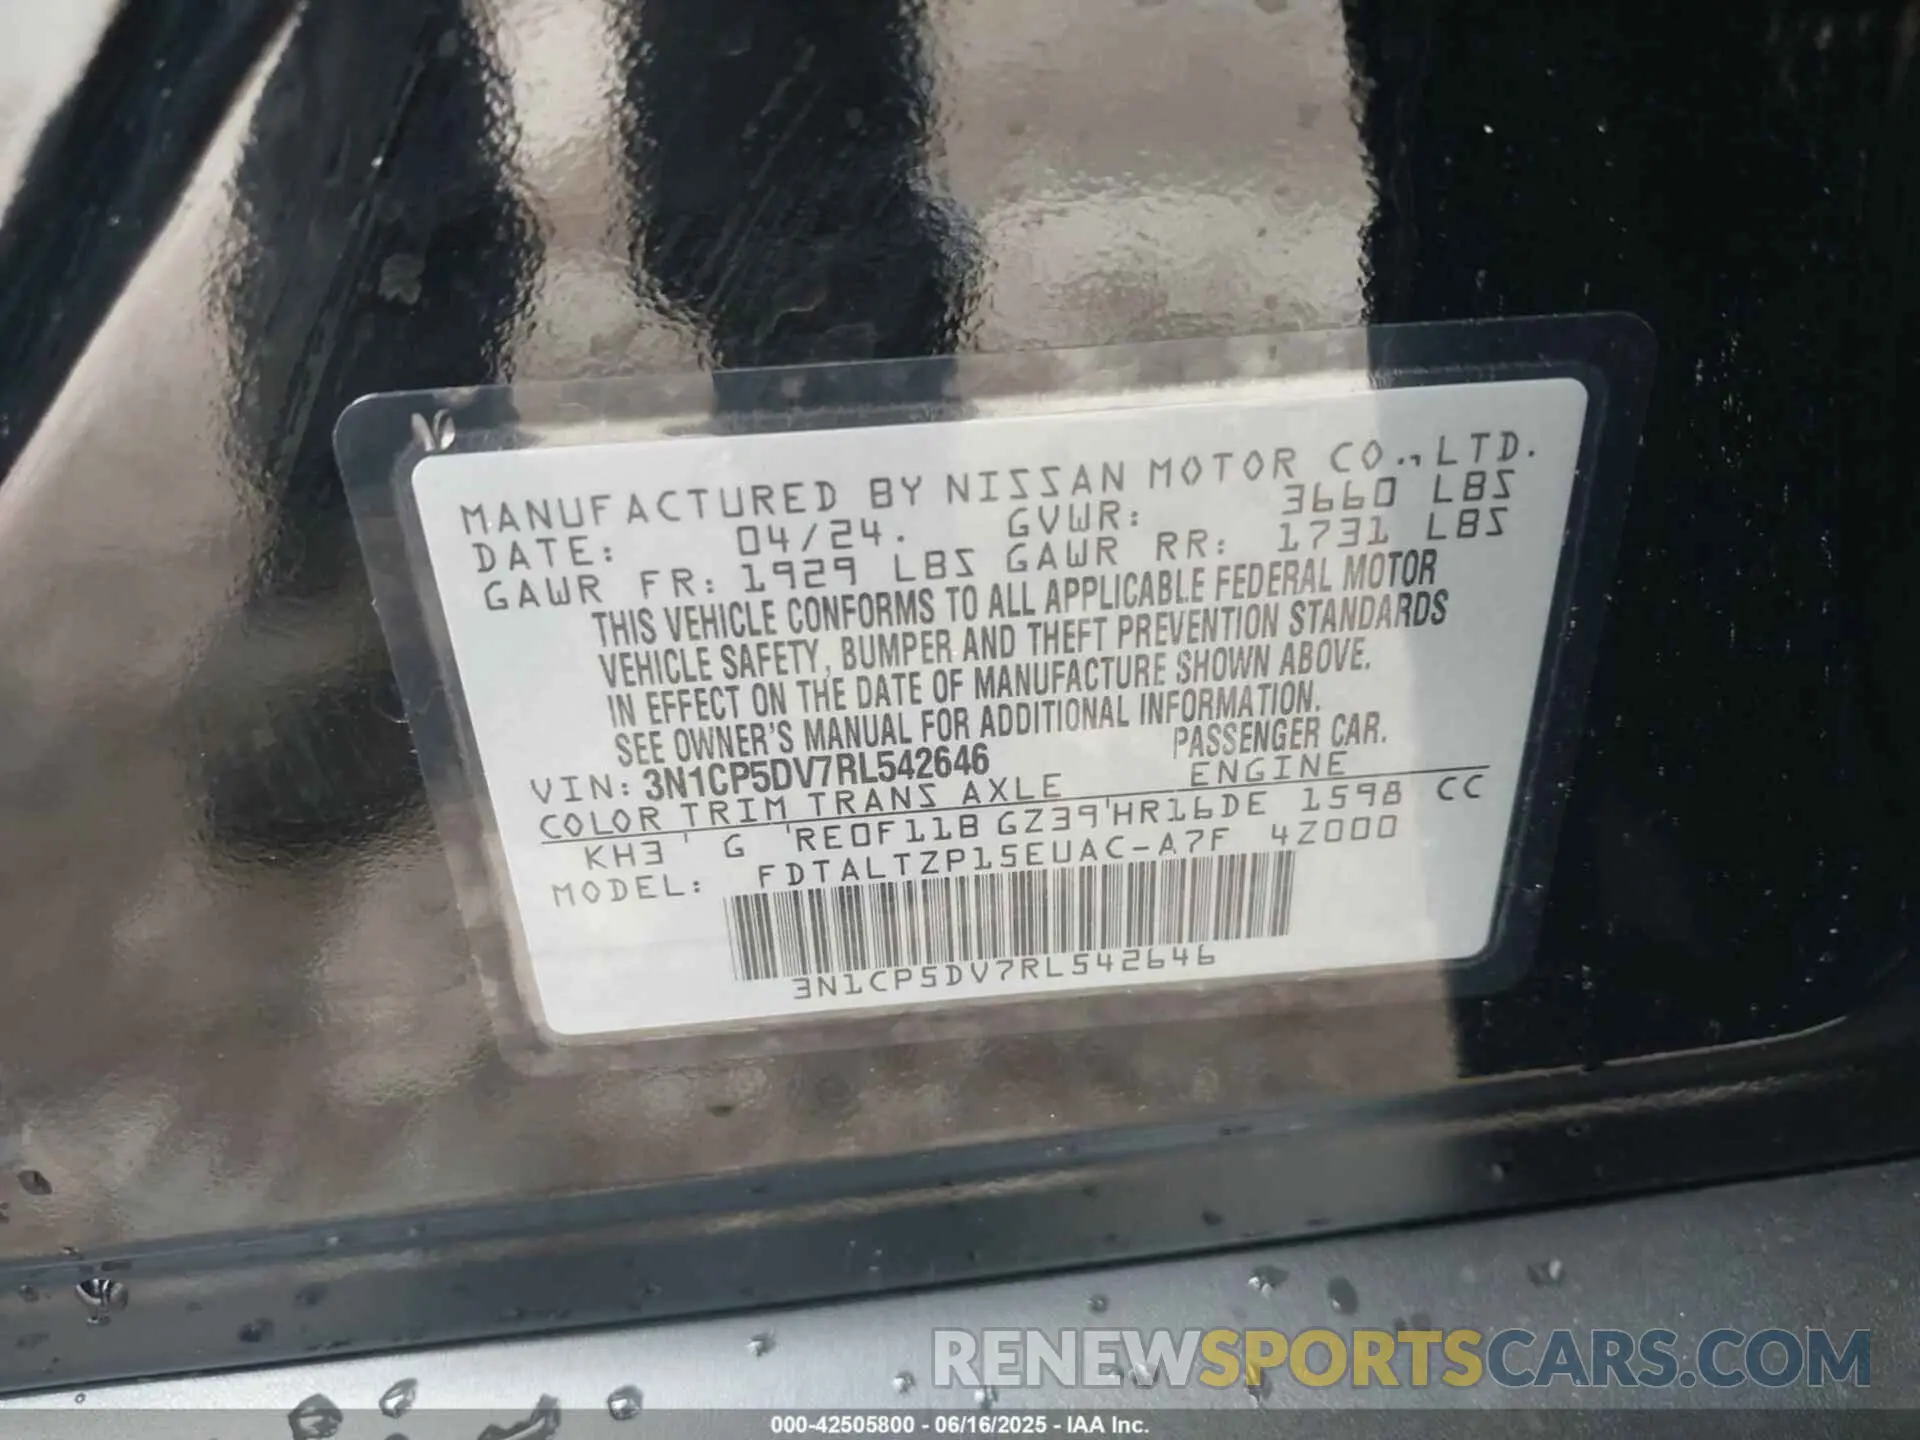 MANUFACTURED BY NISSAN MOTOR CO., LTD.
DATE: 04/24. GVWR: 3660 LBS
GAWR FR: 1929 LBS GAWR RR: 1731 LBS
THIS VEHICLE CONFORMS TO ALL APPLICABLE FEDERAL MOTOR
VEHICLE SAFETY, BUMPER AND THEFT PREVENTION STANDARDS
IN EFFECT ON THE DATE OF MANUFACTURE SHOWN ABOVE.
SEE OWNER'S MANUAL FOR ADDITIONAL INFORMATION.
VIN: 3N1CP5DV7RL542646 PASSENGER CAR.
COLOR TRIM TRANS AXLE ENGINE
KH3 ' G 'RE0F11B GZ39'HR16DE 1598 CC
MODEL: FDTALTZP15EUAC-A7F 4Z000
3N1CP5DV7RL542646
RENEWSPORTSCARS.COM
000-42505800 - 06/16/2025 - IAA Inc.